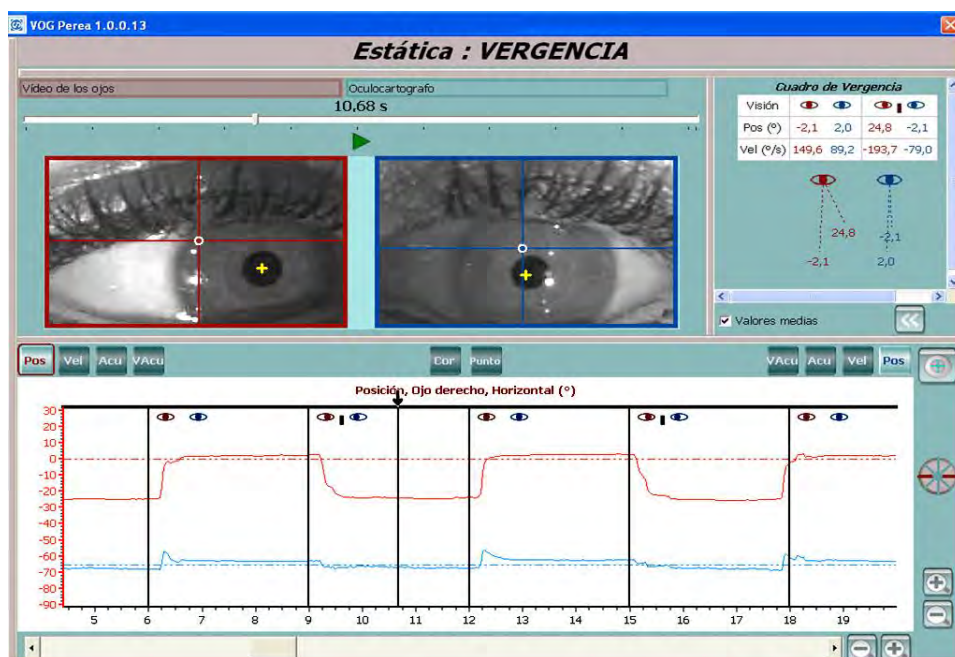 VOG Perea 1.0.0.13
Estática : VERGENCIA
Vídeo de los ojos
Oculocartografo
10,68 s
Cuadro de Vergencia
Visión
Pos (º) -2,1 2,0 24,8 -2,1
Vel (º/s) 149,6 89,2 -193,7 -79,0
24,8 -2,1
-2,1 2,0
Valores medias
Pos Vel Acu VAcu Cor Punto VAcu Acu Vel Pos
Posición, Ojo derecho, Horizontal (º)
30
20
10
0
-10
-20
-30
-40
-50
-60
-70
-80
-90
5 6 7 8 9 10 11 12 13 14 15 16 17 18 19